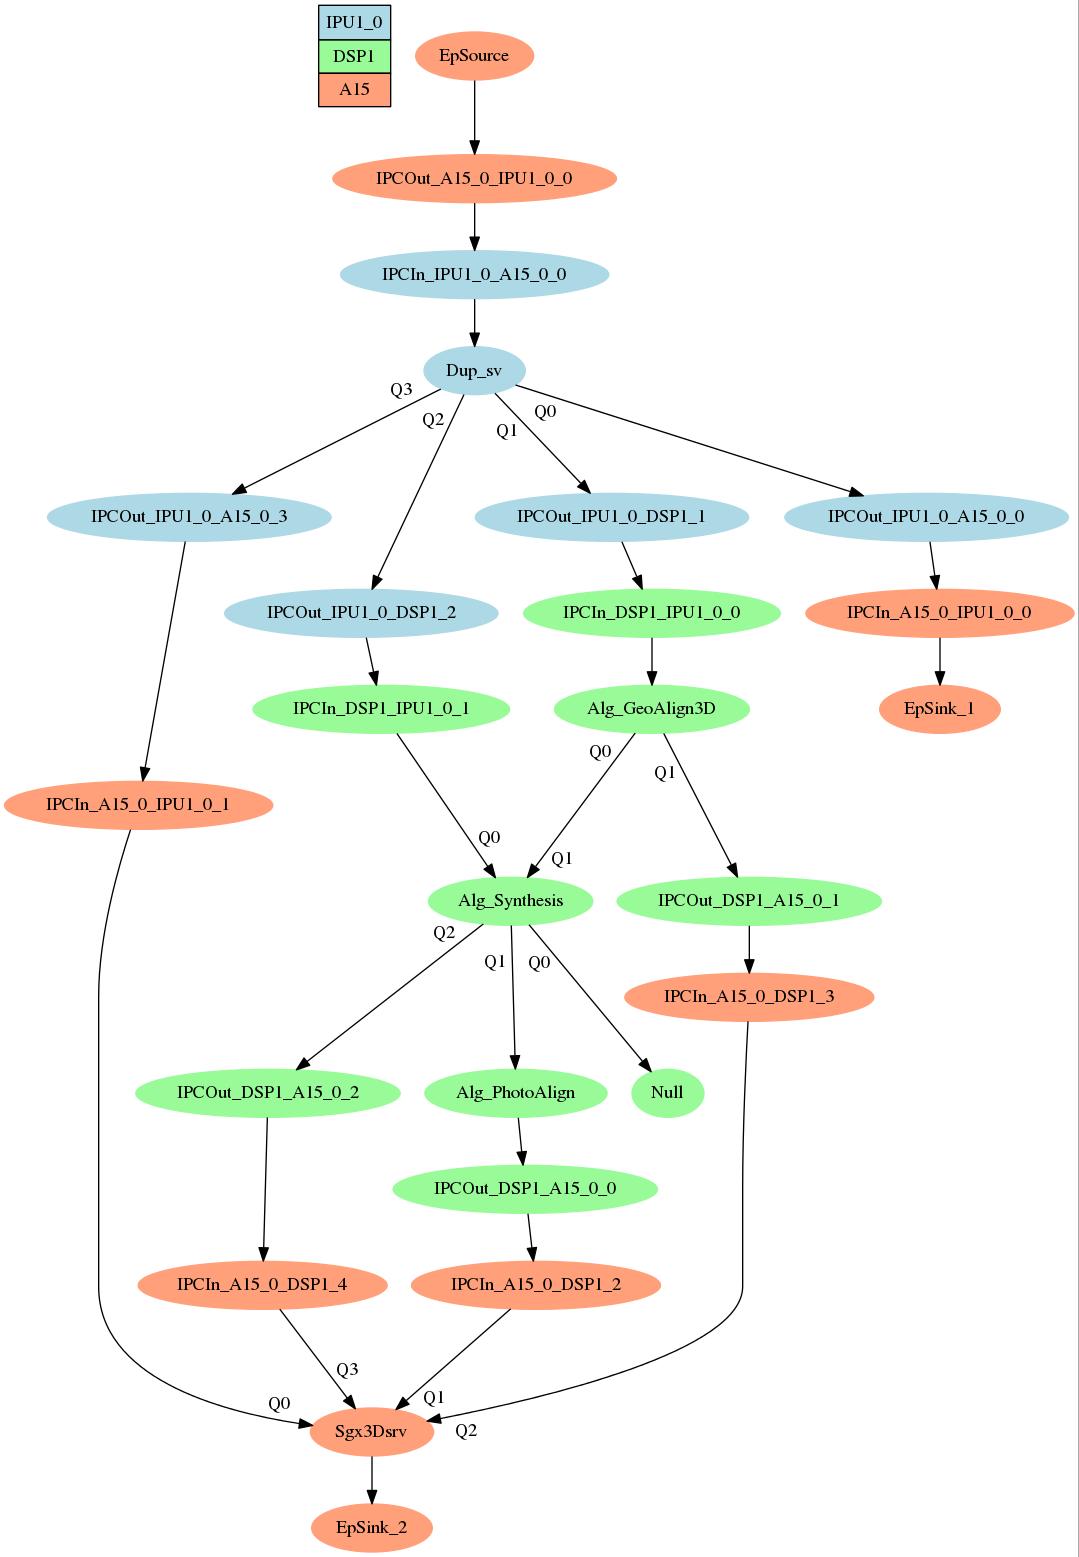 IPU1_0
DSP1
A15
EpSource
IPCOut_A15_0_IPU1_0_0
IPCIn_IPU1_0_A15_0_0
Dup_sv
Q3
Q2
Q1
Q0
IPCOut_IPU1_0_A15_0_3
IPCOut_IPU1_0_DSP1_1
IPCOut_IPU1_0_A15_0_0
IPCOut_IPU1_0_DSP1_2
IPCIn_DSP1_IPU1_0_0
IPCIn_A15_0_IPU1_0_0
IPCIn_DSP1_IPU1_0_1
Alg_GeoAlign3D
EpSink_1
Q0
Q1
IPCIn_A15_0_IPU1_0_1
Q0
Q1
Alg_Synthesis
IPCOut_DSP1_A15_0_1
Q2
Q1
Q0
IPCIn_A15_0_DSP1_3
IPCOut_DSP1_A15_0_2
Alg_PhotoAlign
Null
IPCOut_DSP1_A15_0_0
IPCIn_A15_0_DSP1_4
IPCIn_A15_0_DSP1_2
Q3
Q0
Q1
Q2
Sgx3Dsrv
EpSink_2